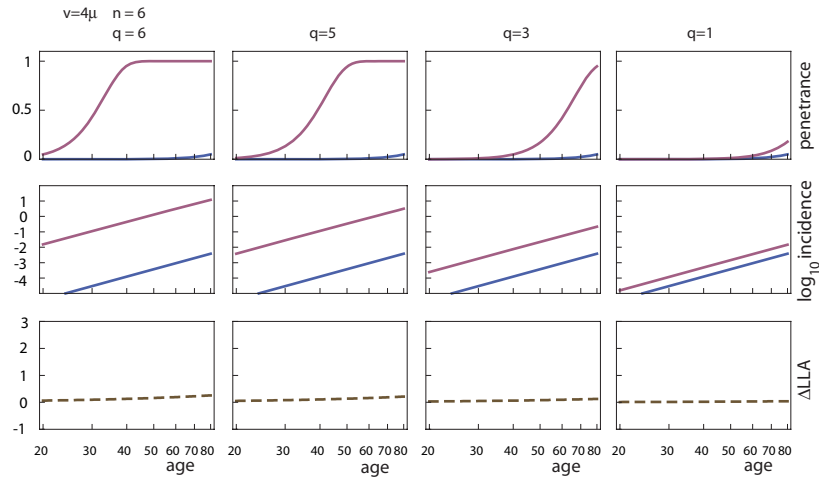 v=4μ n = 6
q = 6 q=5 q=3 q=1
1
0.5
0
penetrance
1
0
-1
-2
-3
-4
log10 incidence
3
2
1
0
-1
ΔLLA
20 30 40 50 60 70 80 20 30 40 50 60 70 80 20 30 40 50 60 70 80 20 30 40 50 60 70 80
age age age age